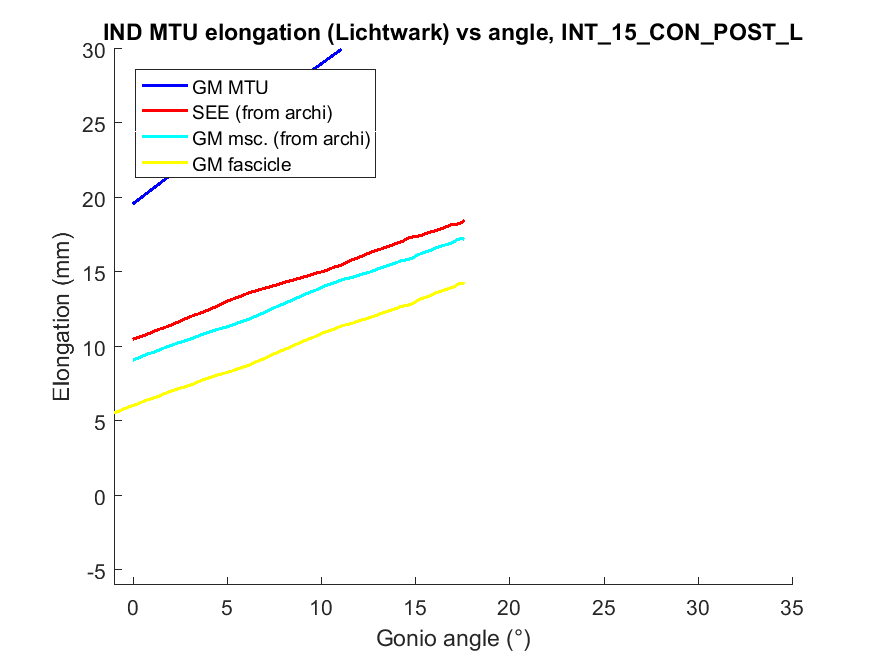 IND MTU elongation (Lichtwark) vs angle, INT_15_CON_POST_L
30
25
20
15
10
5
0
-5
Elongation (mm)
GM MTU
SEE (from archi)
GM msc. (from archi)
GM fascicle
0 5 10 15 20 25 30 35
Gonio angle (°)